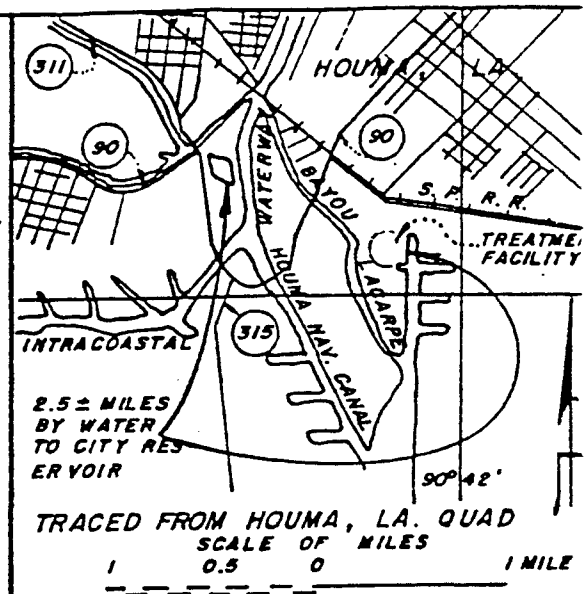 311
HOUMA, LA
90
90
WATERWAY
BAYOU
S. P. R. R.
TREATME
FACILITY
LACARPE
HOUMA NAV. CANAL
315
INTRACOASTAL
2.5 ± MILES
BY WATER
TO CITY RES
ERVOIR
90° 42'
TRACED FROM HOUMA, LA. QUAD
SCALE OF MILES
1 0.5 0 1 MILE